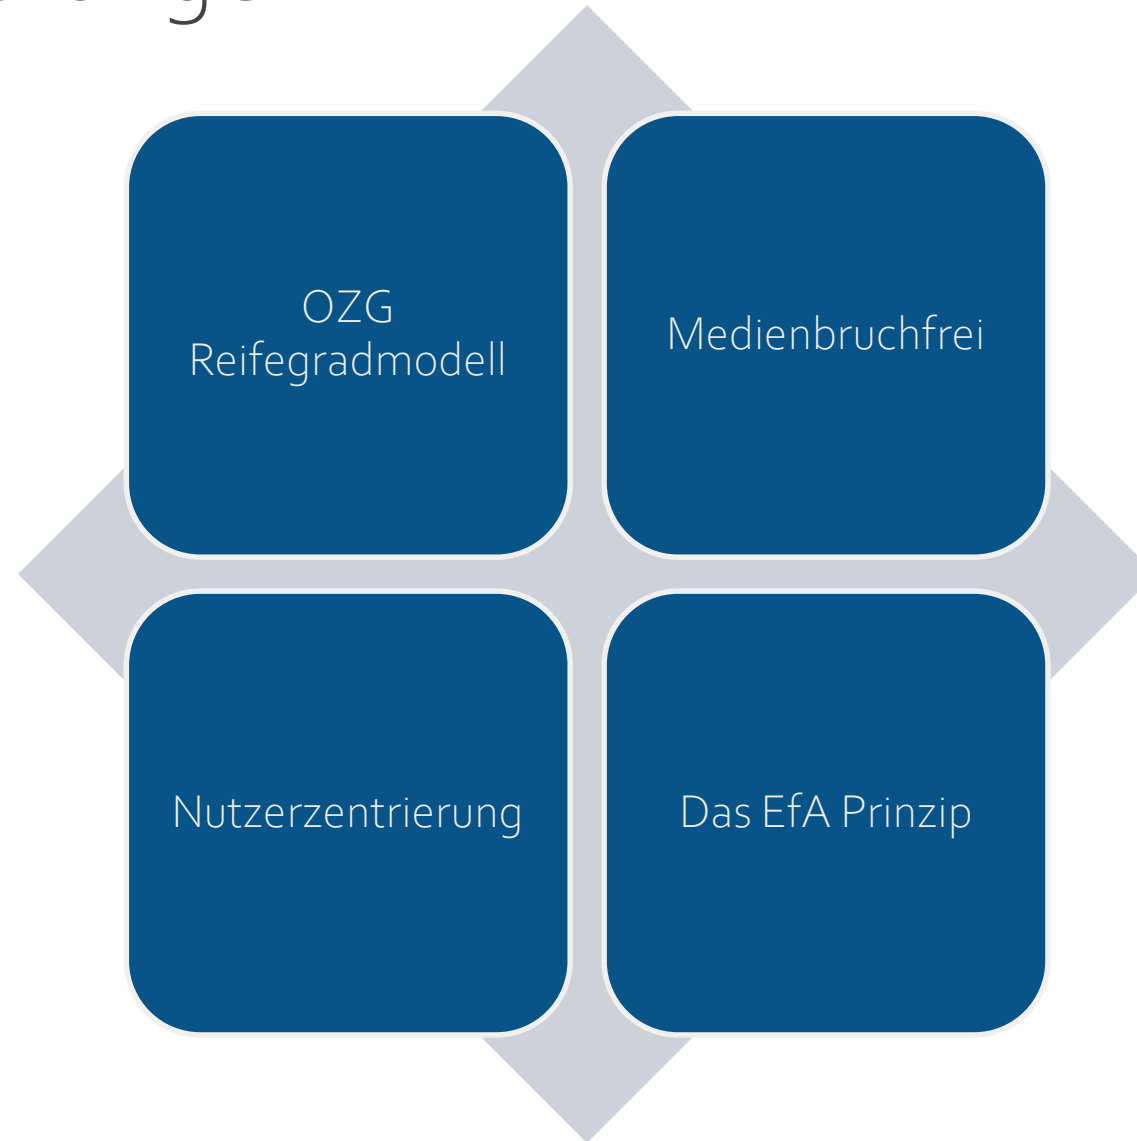 OZG
Reifegradmodell
Medienbruchfrei
Nutzerzentrierung
Das EfA Prinzip